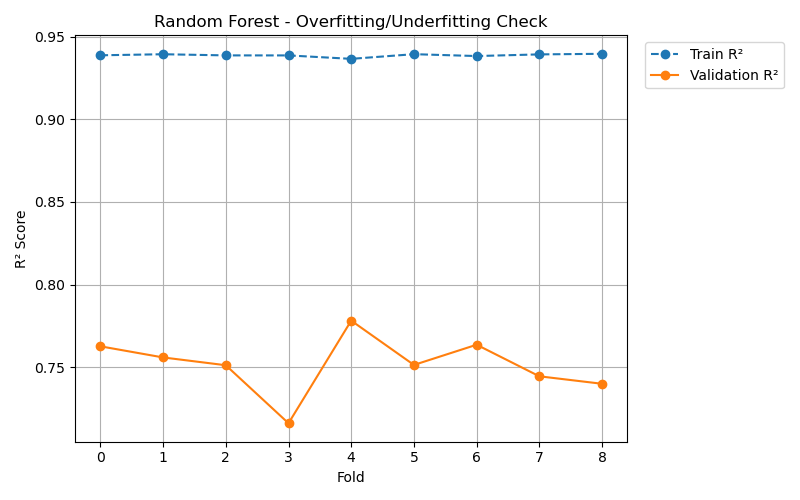 Random Forest - Overfitting/Underfitting Check
Train R²
Validation R²
R² Score
0.95
0.90
0.85
0.80
0.75
0 1 2 3 4 5 6 7 8
Fold